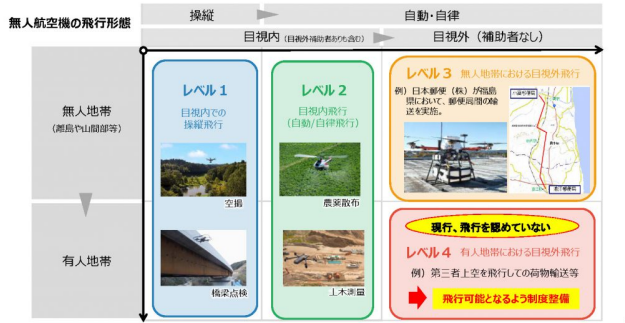 無人航空機の飛行形態
操縦
自動・自律
目視内（目視外補助者ありも含む）
目視外（補助者なし）
無人地帯
(離島や山間部等)
有人地帯
レベル１
目視内での
操縦飛行
空撮
橋梁点検
レベル２
目視内飛行
(自動/自律飛行)
農薬散布
土木測量
レベル３ 無人地帯における目視外飛行
例）日本郵便（株）が福島
県において、郵便局間の輸
送を実施。
現行、飛行を認めていない
レベル４ 有人地帯における目視外飛行
例）第三者上空を飛行しての荷物輸送等
飛行可能となるよう制度整備